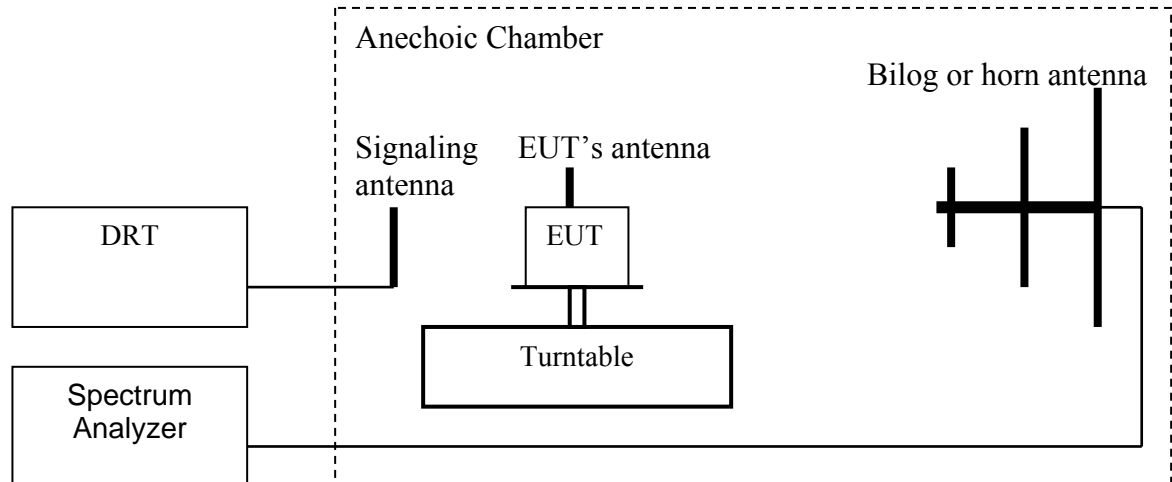 Anechoic Chamber
Bilog or horn antenna
Signaling
antenna
EUT’s antenna
DRT
EUT
Turntable
Spectrum
Analyzer